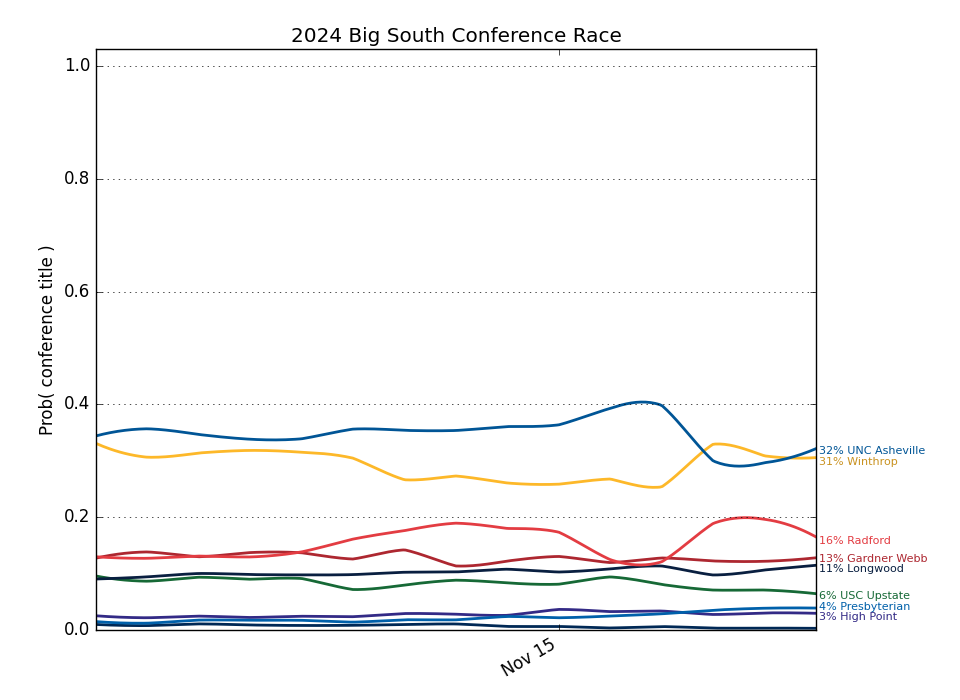 2024 Big South Conference Race
Prob( conference title )
1.0
0.8
0.6
0.4
0.2
0.0
Nov 15
32% UNC Asheville
31% Winthrop
16% Radford
13% Gardner Webb
11% Longwood
6% USC Upstate
4% Presbyterian
3% High Point